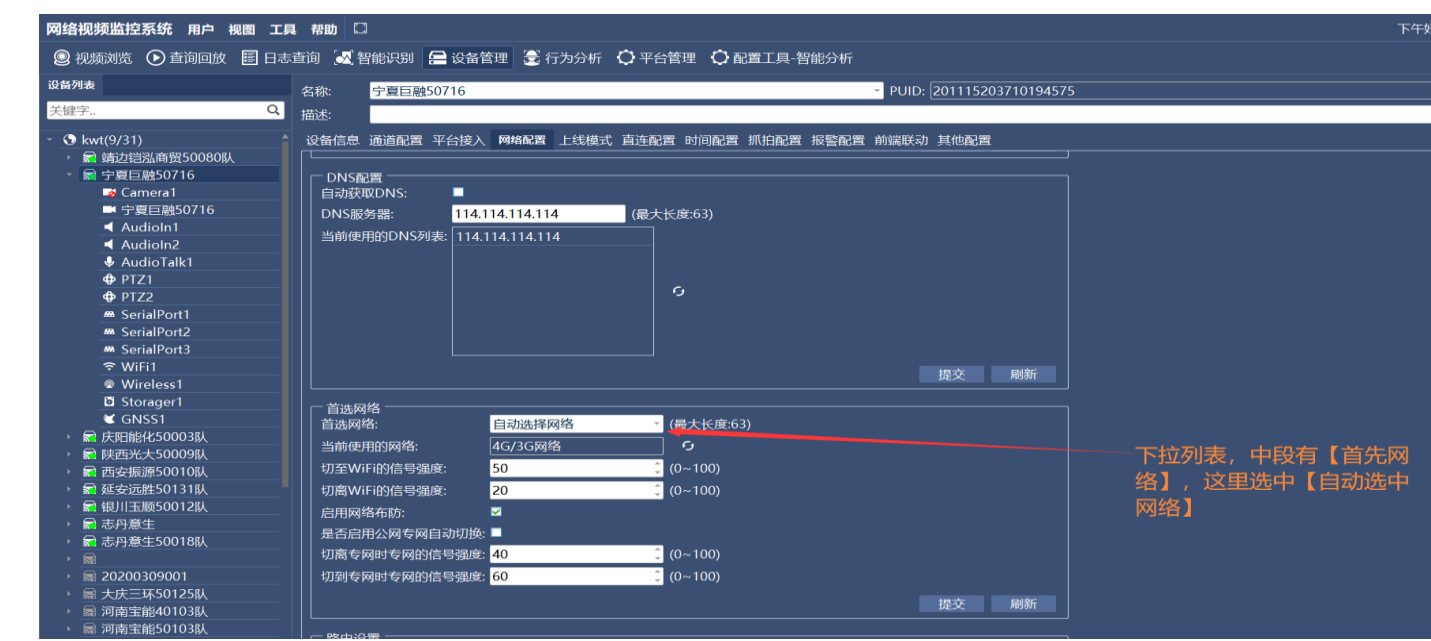 网络视频监控系统 用户 视图 工具 帮助
下午好
视频浏览 查询回放 日志查询 智能识别 设备管理 行为分析 平台管理 配置工具-智能分析
设备列表
关键字..
kwt(9/31)
靖边铠泓商贸50080队
宁夏巨融50716
Camera1
宁夏巨融50716
AudioIn1
AudioIn2
AudioTalk1
PTZ1
PTZ2
SerialPort1
SerialPort2
SerialPort3
WiFi1
Wireless1
Storager1
GNSS1
庆阳能化50003队
陕西光大50009队
西安振源50010队
延安远胜50131队
银川玉顺50012队
志丹意生
志丹意生50018队
20200309001
大庆三环50125队
河南宝能40103队
河南宝能50103队
名称: 宁夏巨融50716 PUID: 201115203710194575
描述:
设备信息 通道配置 平台接入 网络配置 上线模式 直连配置 时间配置 抓拍配置 报警配置 前端联动 其他配置
DNS配置
自动获取DNS:
DNS服务器: 114.114.114.114 (最大长度:63)
当前使用的DNS列表: 114.114.114.114
提交 刷新
首选网络
首选网络: 自动选择网络 (最大长度:63)
当前使用的网络: 4G/3G网络
切至WiFi的信号强度: 50 (0~100)
切离WiFi的信号强度: 20 (0~100)
启用网络布防:
是否启用公网专网自动切换:
切离专网时专网的信号强度: 40 (0~100)
切到专网时专网的信号强度: 60 (0~100)
提交 刷新
路由设置
下拉列表，中段有【首先网
络】，这里选中【自动选中
网络】